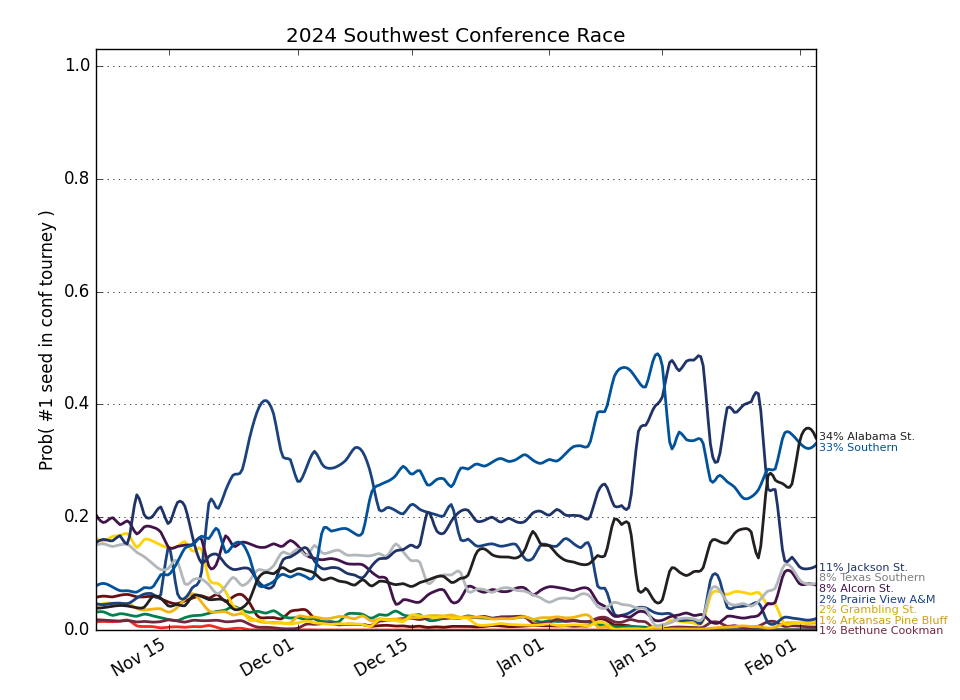 2024 Southwest Conference Race
Prob( #1 seed in conf tourney )
1.0
0.8
0.6
0.4
0.2
0.0
Nov 15
Dec 01
Dec 15
Jan 01
Jan 15
Feb 01
34% Alabama St.
33% Southern
11% Jackson St.
8% Texas Southern
8% Alcorn St.
2% Prairie View A&M
2% Grambling St.
1% Arkansas Pine Bluff
1% Bethune Cookman